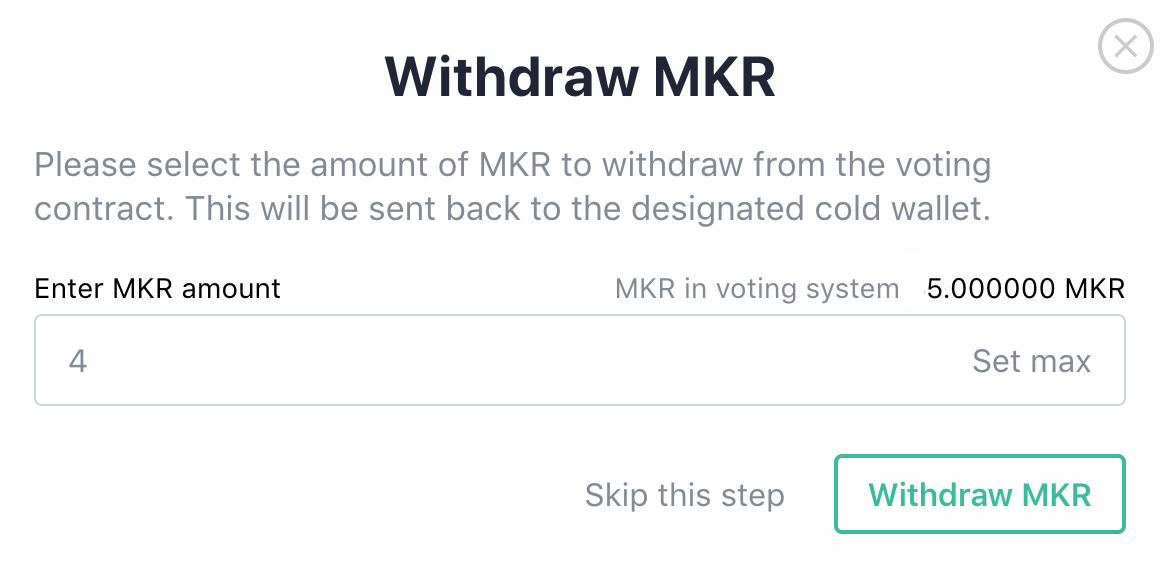 Withdraw MKR
Please select the amount of MKR to withdraw from the voting
contract. This will be sent back to the designated cold wallet.
Enter MKR amount MKR in voting system 5.000000 MKR
4 Set max
Skip this step Withdraw MKR